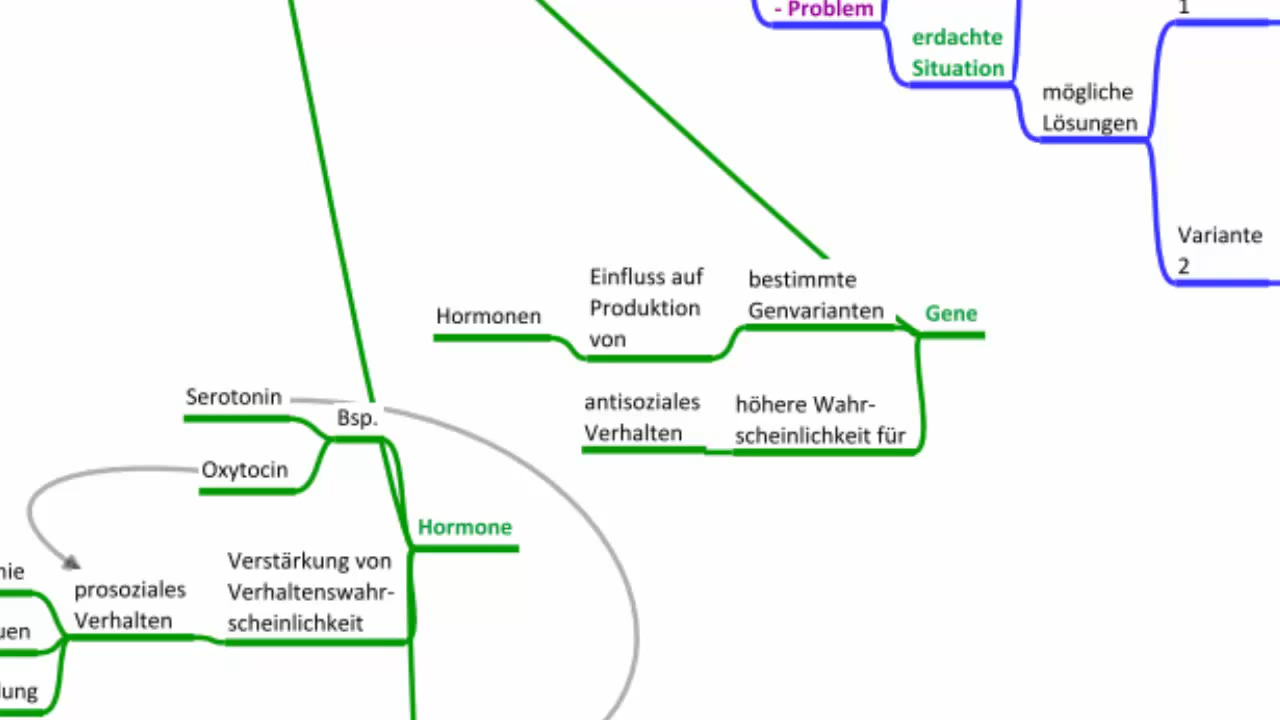 - Problem
1
erdachte
Situation
mögliche
Lösungen
Variante
2
Einfluss auf
Produktion
von
bestimmte
Genvarianten
Hormonen
Gene
antisoziales
Verhalten
höhere Wahr-
scheinlichkeit für
Serotonin
Bsp.
Oxytocin
Hormone
Verstärkung von
Verhaltenswahr-
scheinlichkeit
prosoziales
Verhalten